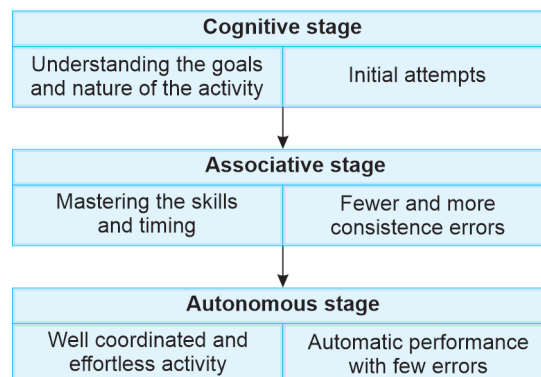 Cognitive stage
Understanding the goals
and nature of the activity
Initial attempts
Associative stage
Mastering the skills
and timing
Fewer and more
consistence errors
Autonomous stage
Well coordinated and
effortless activity
Automatic performance
with few errors